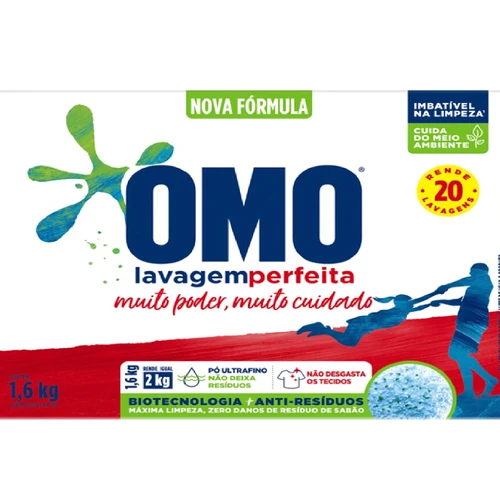 NOVA FÓRMULA
IMBATÍVEL
NA LIMPEZA¹
CUIDA
DO MEIO
AMBIENTE
RENDE
20
LAVAGENS
OMO®
lavagemperfeita
muito poder, muito cuidado
1,6 kg
1,6 kg
RENDE IGUAL
2 kg
PÓ ULTRAFINO
NÃO DEIXA
RESÍDUOS
NÃO DESGASTA
OS TECIDOS
BIOTECNOLOGIA + ANTI-RESÍDUOS
MÁXIMA LIMPEZA, ZERO DANOS DE RESÍDUO DE SABÃO